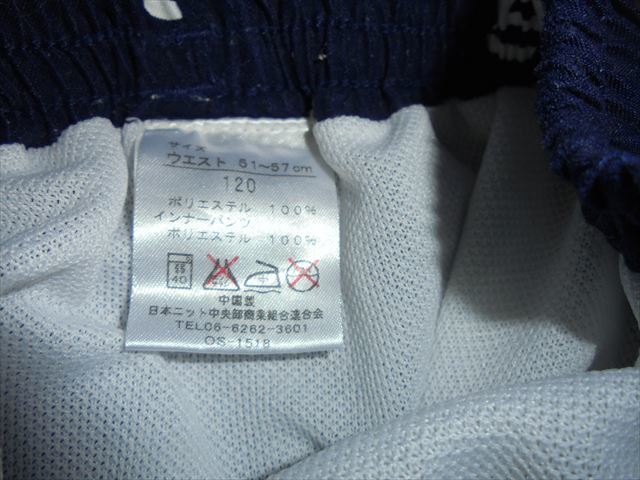 サイズ
ウエスト 51～57cm
120
ポリエステル 100%
インナーパンツ
ポリエステル 100%
40
中国製
日本ニット中央卸商業組合連合会
TEL06-6262-3601
OS-1518